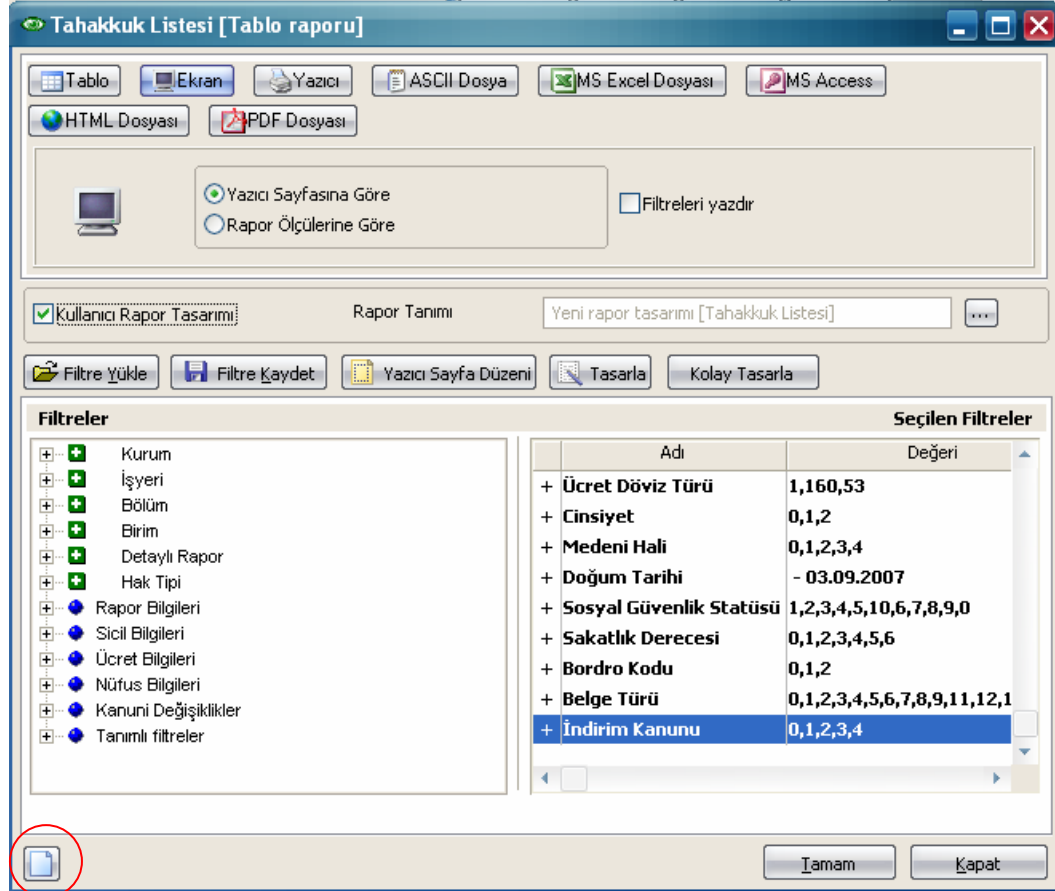 Tahakkuk Listesi [Tablo raporu]
Tablo Ekran Yazıcı ASCII Dosya MS Excel Dosyası MS Access
HTML Dosyası PDF Dosyası
Yazıcı Sayfasına Göre
Filtreleri yazdır
Rapor Ölçülerine Göre
Kullanıcı Rapor Tasarımı Rapor Tanımı Yeni rapor tasarımı [Tahakkuk Listesi] ...
Filtre Yükle Filtre Kaydet Yazıcı Sayfa Düzeni Tasarla Kolay Tasarla
Filtreler Seçilen Filtreler
Kurum
İşyeri
Bölüm
Birim
Detaylı Rapor
Hak Tipi
Rapor Bilgileri
Sicil Bilgileri
Ücret Bilgileri
Nüfus Bilgileri
Kanuni Değişiklikler
Tanımlı filtreler
Adı Değeri
+ Ücret Döviz Türü 1,160,53
+ Cinsiyet 0,1,2
+ Medeni Hali 0,1,2,3,4
+ Doğum Tarihi - 03.09.2007
+ Sosyal Güvenlik Statüsü 1,2,3,4,5,10,6,7,8,9,0
+ Sakatlık Derecesi 0,1,2,3,4,5,6
+ Bordro Kodu 0,1,2
+ Belge Türü 0,1,2,3,4,5,6,7,8,9,11,12,1
+ İndirim Kanunu 0,1,2,3,4
Tamam Kapat